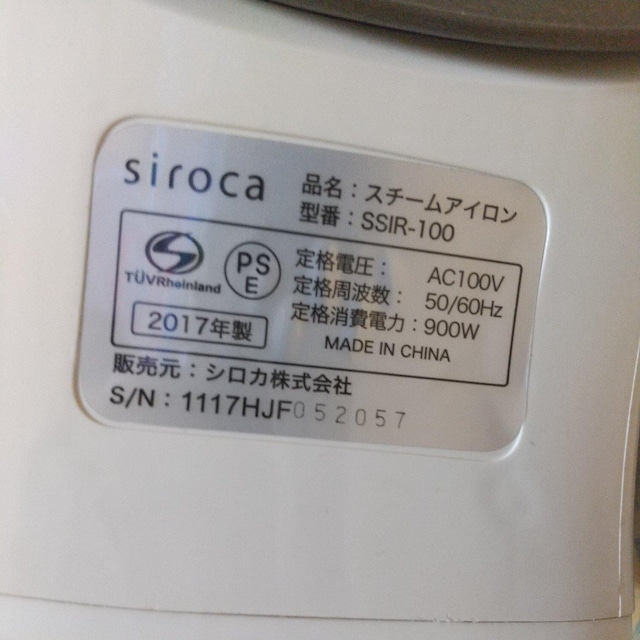 siroca
品名：スチームアイロン
型番：SSIR-100
TÜVRheinland
PSE
定格電圧： AC100V
定格周波数： 50/60Hz
定格消費電力：900W
2017年製
MADE IN CHINA
販売元：シロカ株式会社
S/N：1117HJF052057